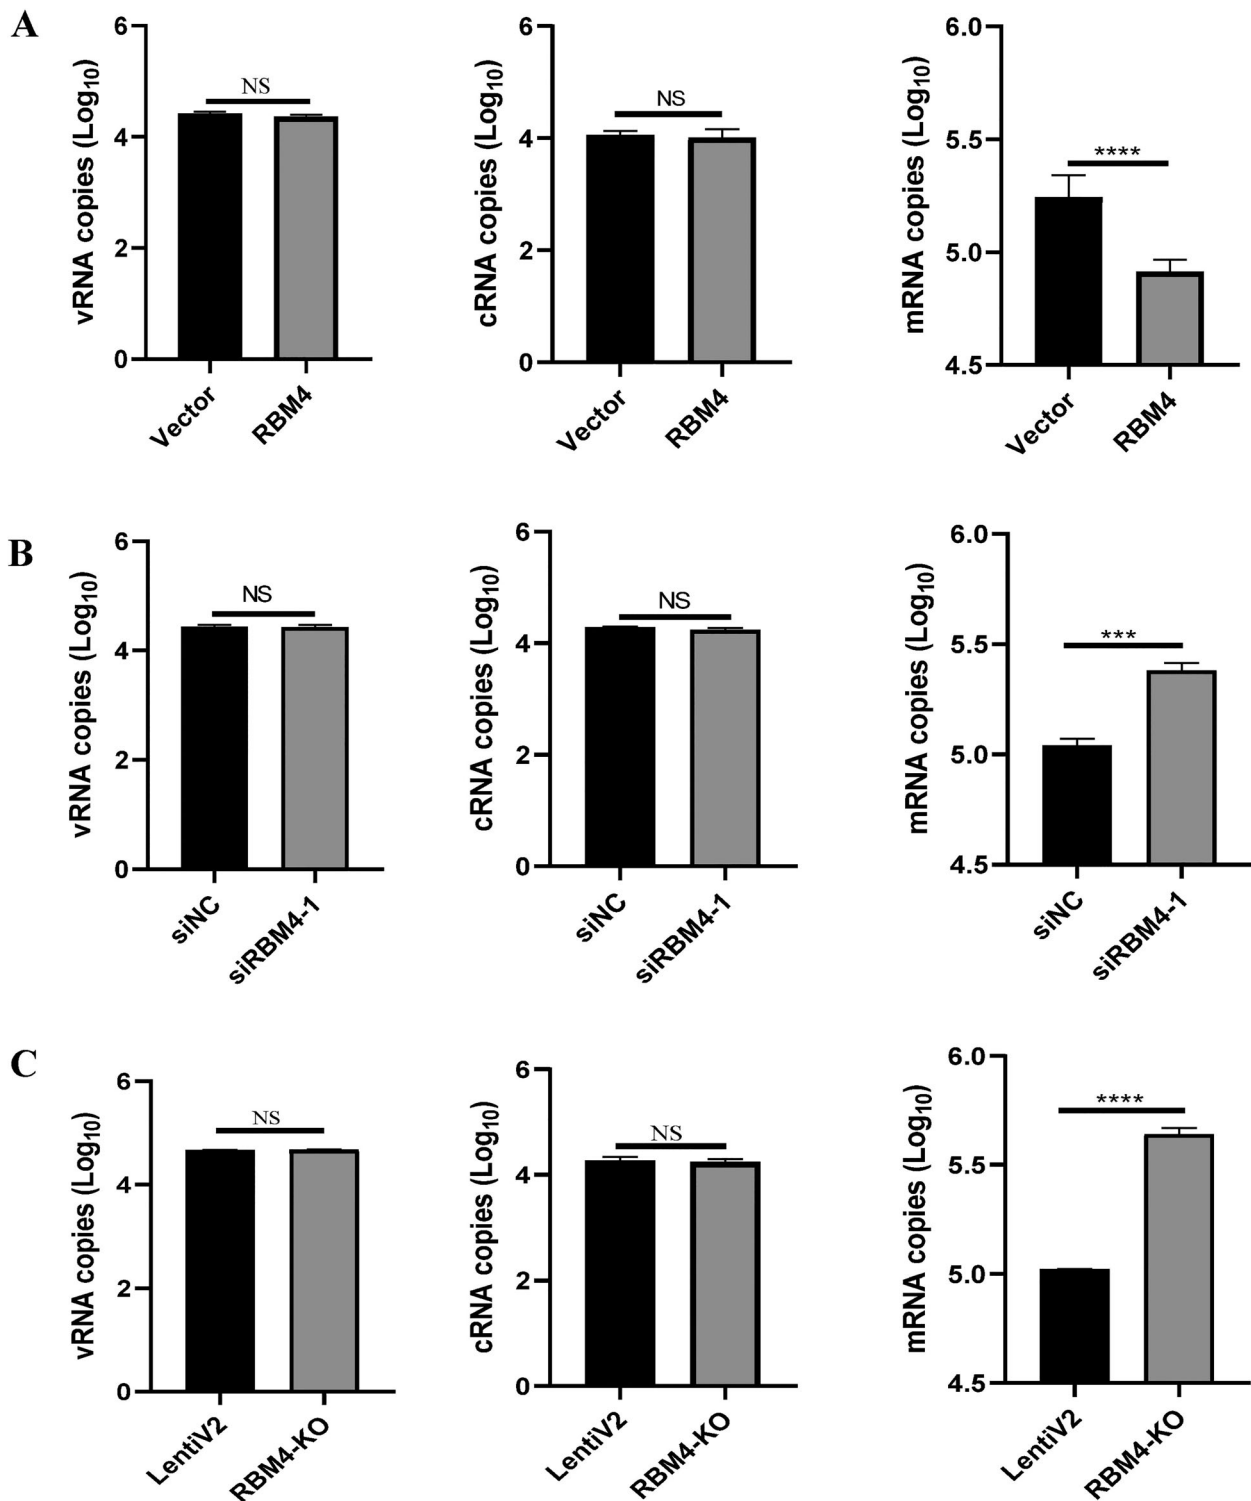 A
vRNA copies (Log10)
6
4
2
0
NS
Vector
RBM4
cRNA copies (Log10)
6
4
2
0
NS
Vector
RBM4
mRNA copies (Log10)
6.0
5.5
5.0
4.5
****
Vector
RBM4
B
vRNA copies (Log10)
6
4
2
0
NS
siNC
siRBM4-1
cRNA copies (Log10)
6
4
2
0
NS
siNC
siRBM4-1
mRNA copies (Log10)
6.0
5.5
5.0
4.5
***
siNC
siRBM4-1
C
vRNA copies (Log10)
6
4
2
0
NS
LentiV2
RBM4-KO
cRNA copies (Log10)
6
4
2
0
NS
LentiV2
RBM4-KO
mRNA copies (Log10)
6.0
5.5
5.0
4.5
****
LentiV2
RBM4-KO